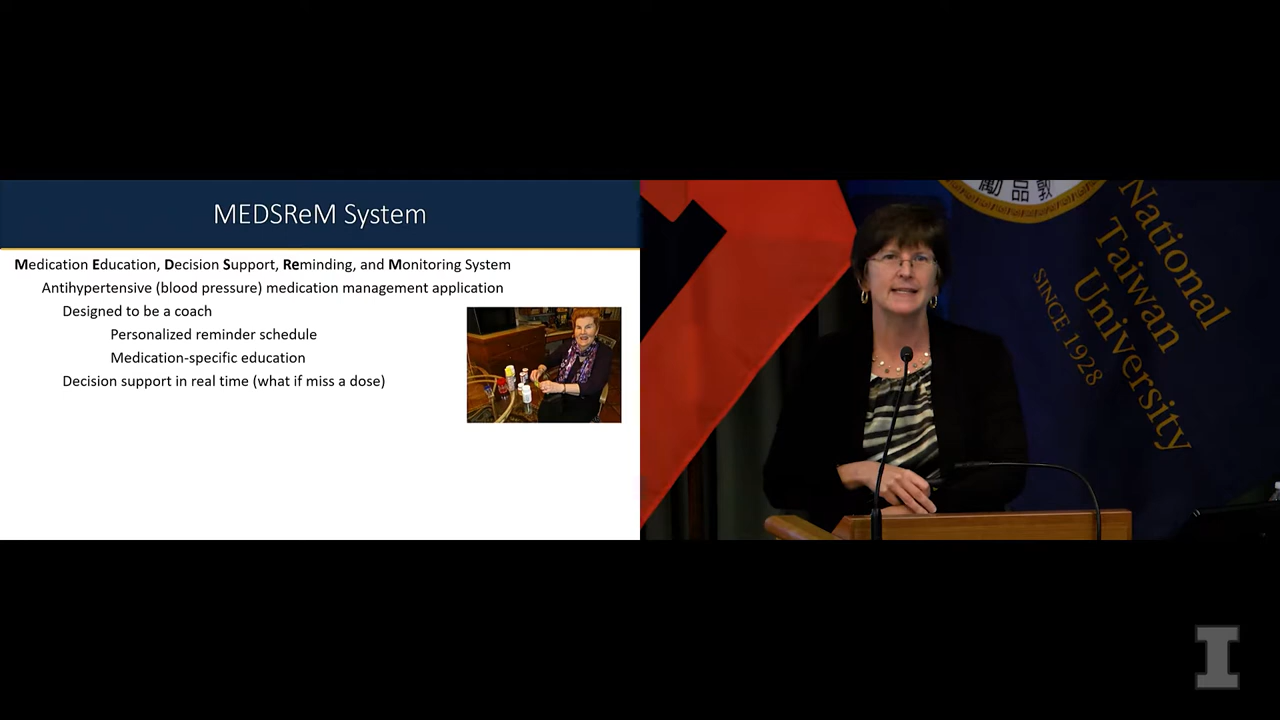 MEDSReM System
Medication Education, Decision Support, Reminding, and Monitoring System
Antihypertensive (blood pressure) medication management application
Designed to be a coach
Personalized reminder schedule
Medication-specific education
Decision support in real time (what if miss a dose)
National
Taiwan
University
SINCE 1928
I